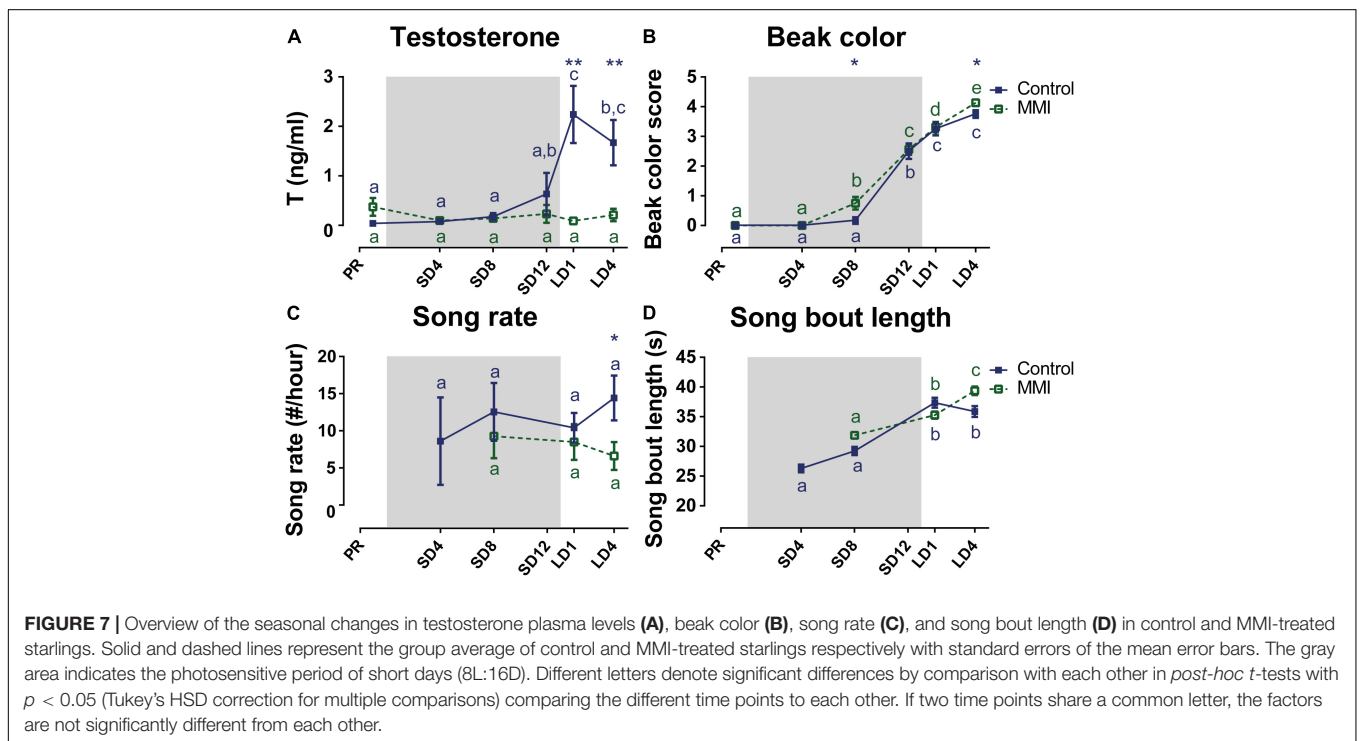 A Testosterone
** **
c
b,c
a,b
a a a
a a a a a a
T (ng/ml)
3
2
1
0
PR SD4 SD8 SD12 LD1 LD4
B Beak color
* *
e
d
c
b
a a
c
c
b
a a a
Beak color score
5
4
3
2
1
0
PR SD4 SD8 SD12 LD1 LD4
Control
MMI
C Song rate
*
a a a a
a a a
Song rate (#/hour)
20
15
10
5
0
PR SD4 SD8 SD12 LD1 LD4
D Song bout length
c
b
a
b b
a
a
Song bout length (s)
45
40
35
30
25
20
PR SD4 SD8 SD12 LD1 LD4
Control
MMI
FIGURE 7 | Overview of the seasonal changes in testosterone plasma levels (A), beak color (B), song rate (C), and song bout length (D) in control and MMI-treated
starlings. Solid and dashed lines represent the group average of control and MMI-treated starlings respectively with standard errors of the mean error bars. The gray
area indicates the photosensitive period of short days (8L:16D). Different letters denote significant differences by comparison with each other in post-hoc t-tests with
p < 0.05 (Tukey's HSD correction for multiple comparisons) comparing the different time points to each other. If two time points share a common letter, the factors
are not significantly different from each other.